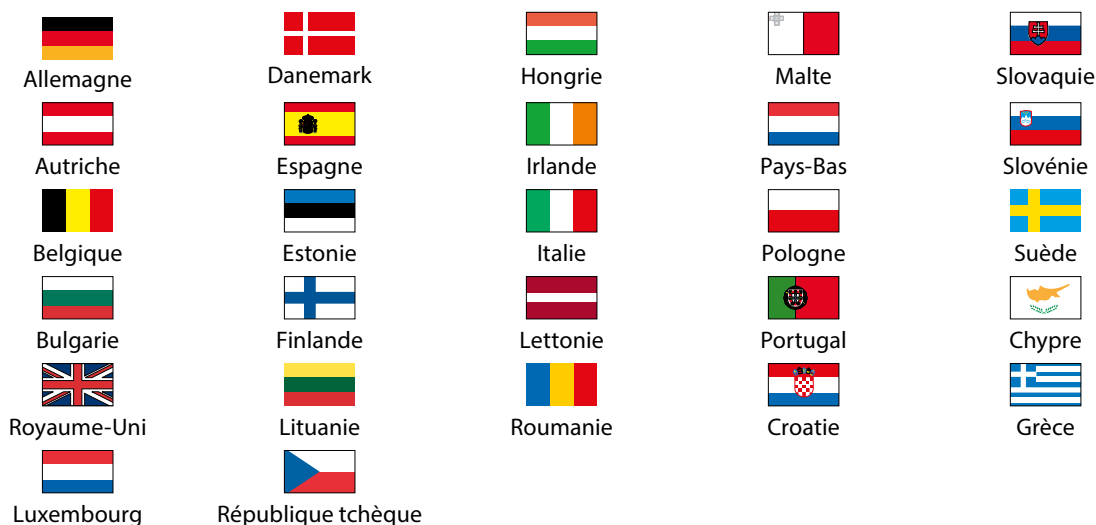 Allemagne
Danemark
Hongrie
Malte
Slovaquie
Autriche
Espagne
Irlande
Pays-Bas
Slovénie
Belgique
Estonie
Italie
Pologne
Suède
Bulgarie
Finlande
Lettonie
Portugal
Chypre
Royaume-Uni
Lituanie
Roumanie
Croatie
Grèce
Luxembourg
République tchèque